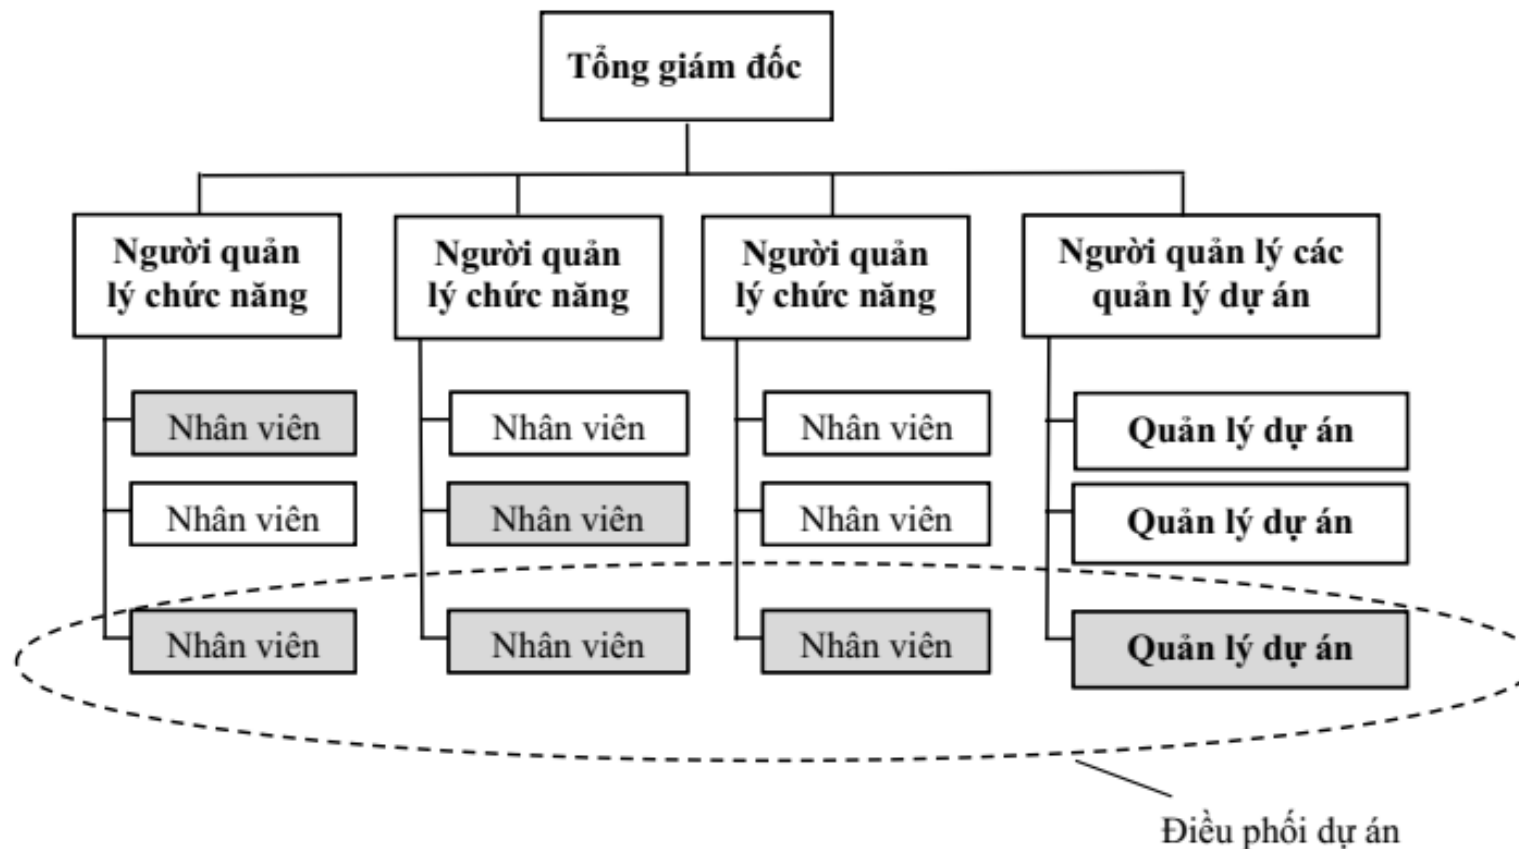 Tổng giám đốc
Người quản
lý chức năng
Người quản
lý chức năng
Người quản
lý chức năng
Người quản lý các
quản lý dự án
Nhân viên
Nhân viên
Nhân viên
Quản lý dự án
Nhân viên
Nhân viên
Nhân viên
Quản lý dự án
Nhân viên
Nhân viên
Nhân viên
Quản lý dự án
Điều phối dự án